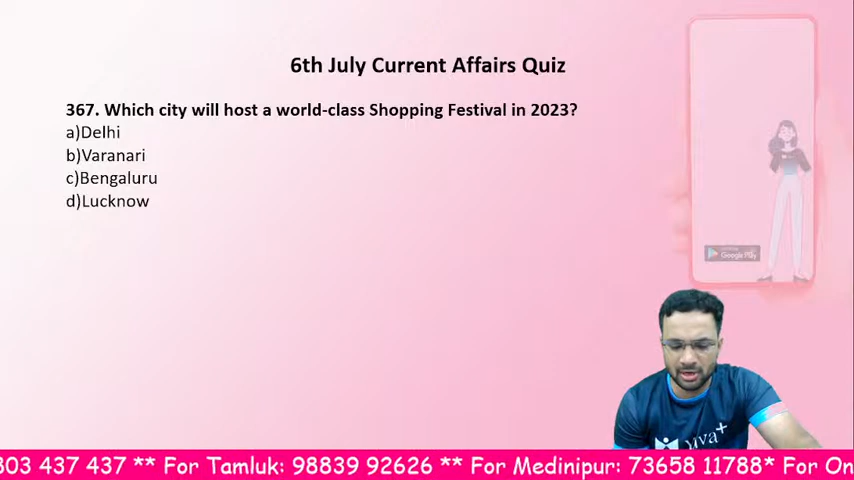 6th July Current Affairs Quiz
367. Which city will host a world-class Shopping Festival in 2023?
a)Delhi
b)Varanari
c)Bengaluru
d)Lucknow
Google Play
303 437 437 ** For Tamluk: 98839 92626 ** For Medinipur: 73658 11788* For On